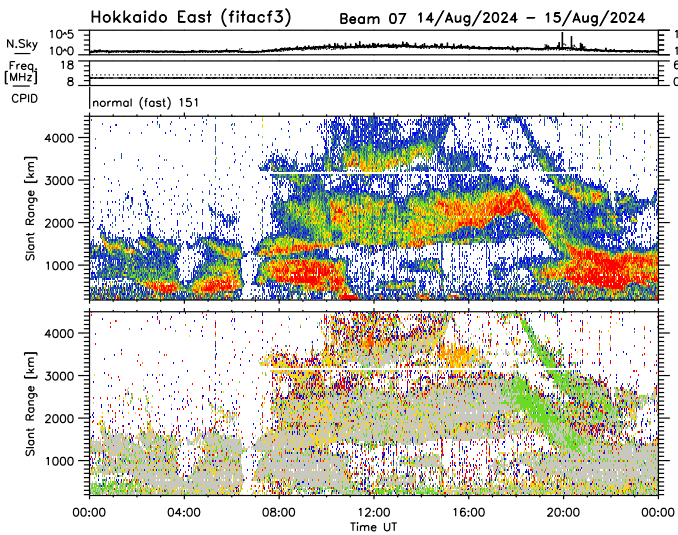 Hokkaido East (fitacf3) Beam 07 14/Aug/2024 - 15/Aug/2024
N.Sky 10^5 10^0
Freq. [MHz] 18 8
CPID normal (fast) 151
Slant Range [km] 4000 3000 2000 1000
Slant Range [km] 4000 3000 2000 1000
00:00 04:00 08:00 12:00 16:00 20:00 00:00
Time UT